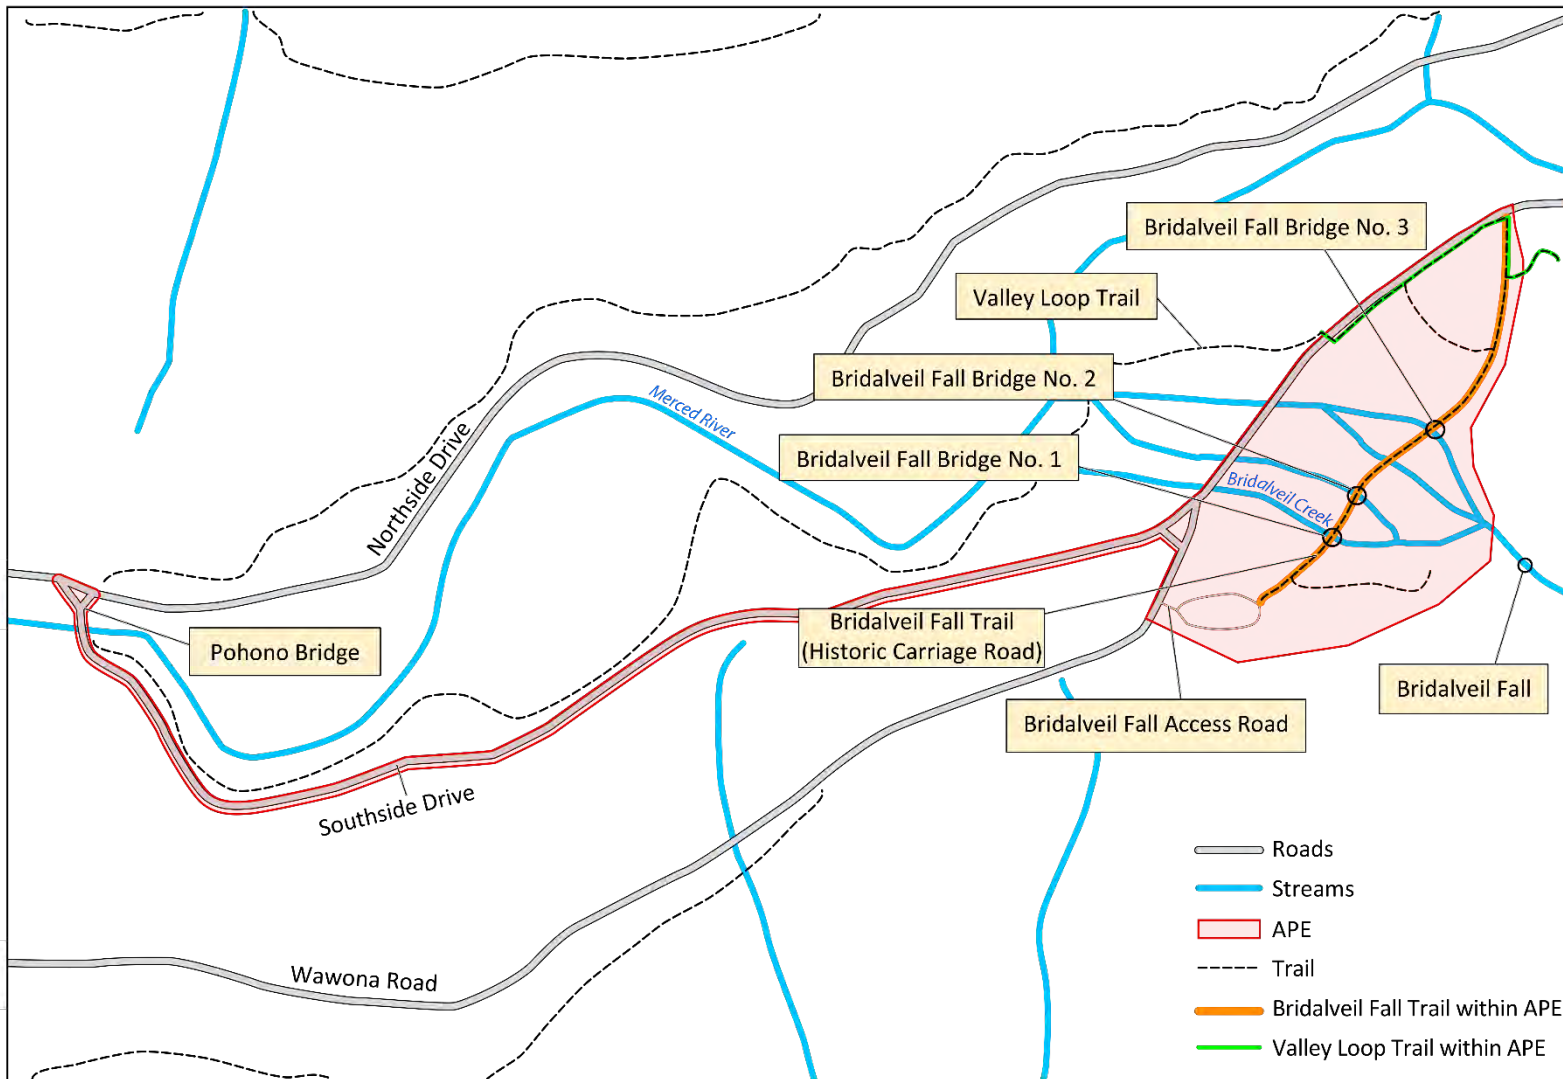 Bridalveil Fall Bridge No. 3
Valley Loop Trail
Bridalveil Fall Bridge No. 2
Merced River
Northside Drive
Bridalveil Fall Bridge No. 1
Bridalveil Creek
Pohono Bridge
Bridalveil Fall Trail
(Historic Carriage Road)
Bridalveil Fall
Bridalveil Fall Access Road
Southside Drive
Wawona Road
Roads
Streams
APE
Trail
Bridalveil Fall Trail within APE
Valley Loop Trail within APE